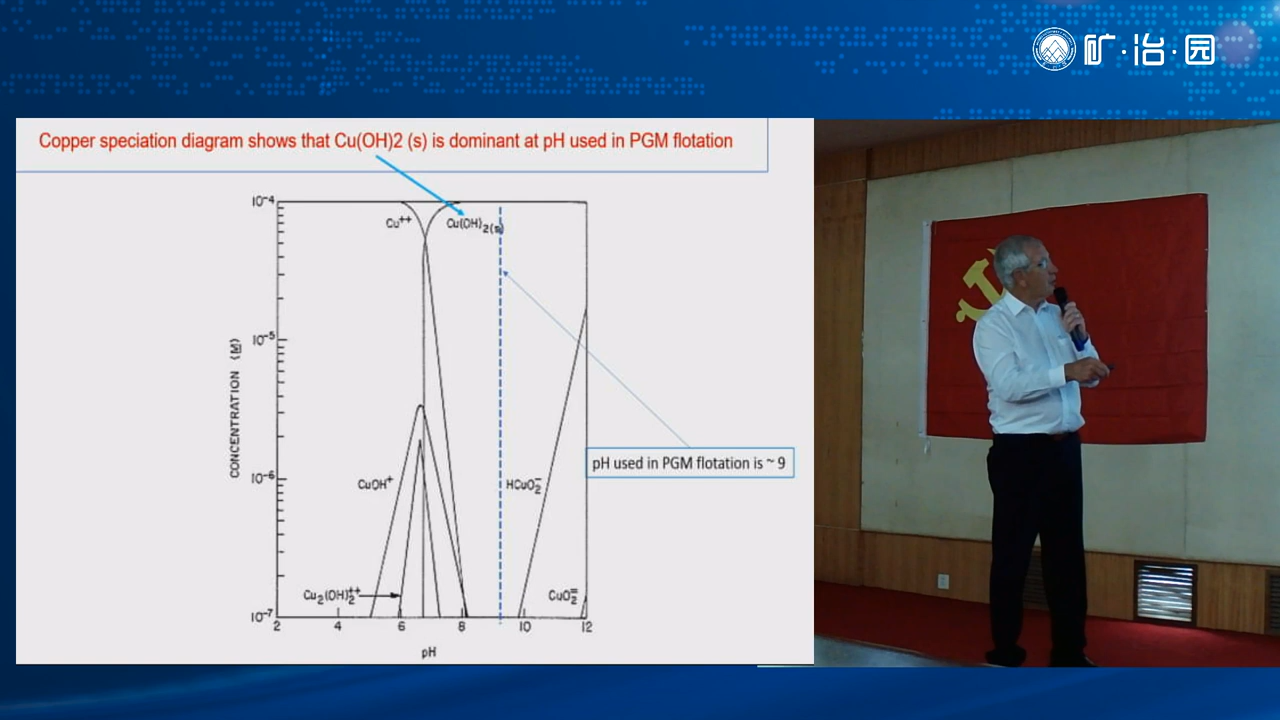 矿·冶·园
Copper speciation diagram shows that Cu(OH)2 (s) is dominant at pH used in PGM flotation
10⁻⁴
Cu⁺⁺
Cu(OH)₂₍ₛ₎
10⁻⁵
CONCENTRATION (M)
pH used in PGM flotation is ~ 9
10⁻⁶
CuOH⁺
HCuO₂⁻
Cu₂(OH)₂⁺⁺
CuO₂⁼
10⁻⁷
2 4 6 8 10 12
pH